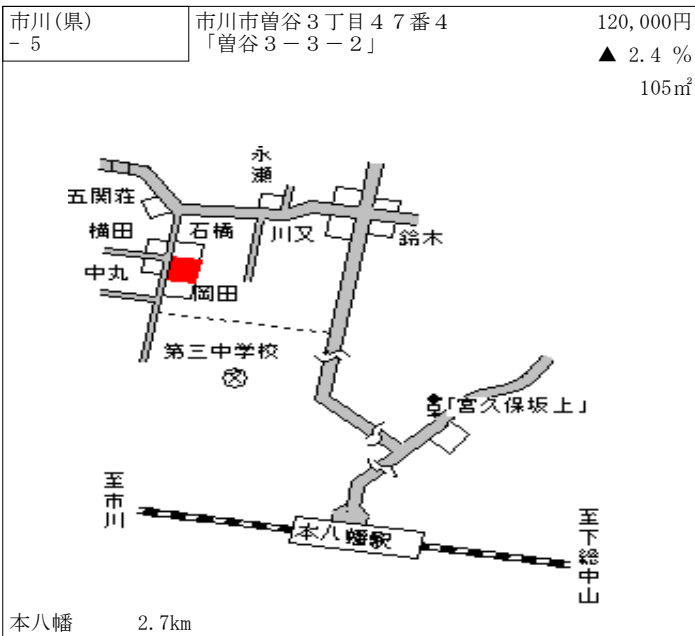 市川(県)
－ 5
市川市曽谷３丁目４７番４
「曽谷３－３－２」
120,000円
▲ 2.4 %
105㎡
永瀬
五関荘
横田
石橋
川又
鈴木
中丸
岡田
第三中学校
「宮久保坂上」
至市川
本八幡駅
至下総中山
本八幡 2.7km